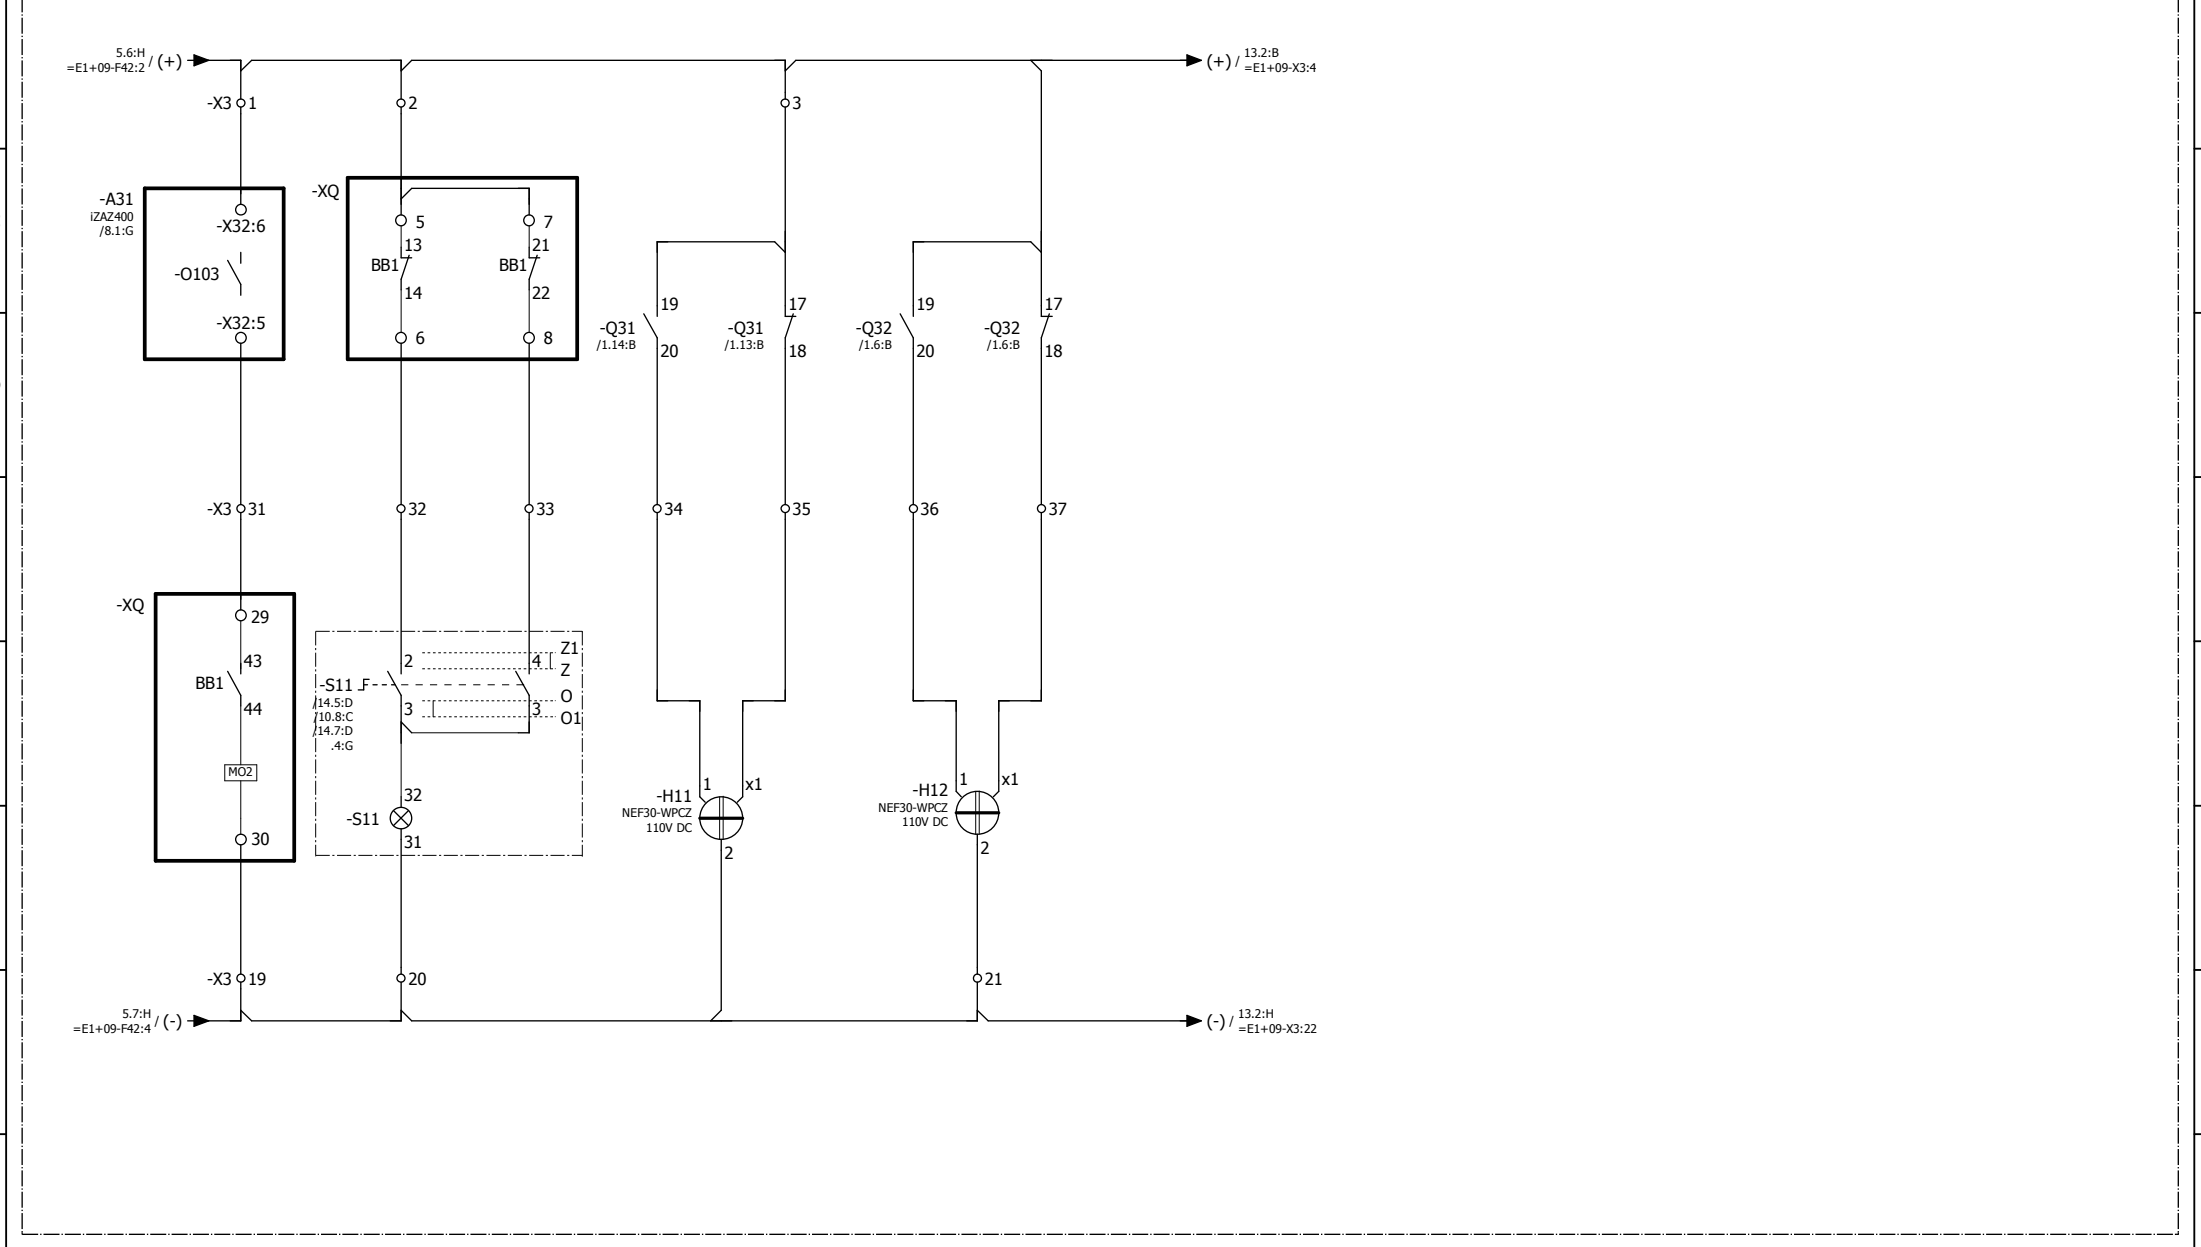 5.6:H
=E1+09-F42:2 / (+)
(+) / 13.2:B
=E1+09-X3:4
-X3 1
2
3
-A31
iZAZ400
/8.1:G
-X32:6
-O103
-X32:5
-XQ
5
7
13
21
BB1
BB1
14
22
6
8
19
17
19
17
-Q31
/1.14:B
-Q31
/1.13:B
-Q32
/1.6:B
-Q32
/1.6:B
20
18
20
18
-X3 31
32
33
34
35
36
37
-XQ
29
43
BB1
44
MO2
30
2
4
Z1
Z
-S11
/14.5:D
/10.8:C
/14.7:D
.4:G
3
3
O
O1
32
-S11
31
-H11
NEF30-WPCZ
110V DC
1
x1
2
-H12
NEF30-WPCZ
110V DC
1
x1
2
-X3 19
20
21
5.7:H
=E1+09-F42:4 / (-)
(-) / 13.2:H
=E1+09-X3:22